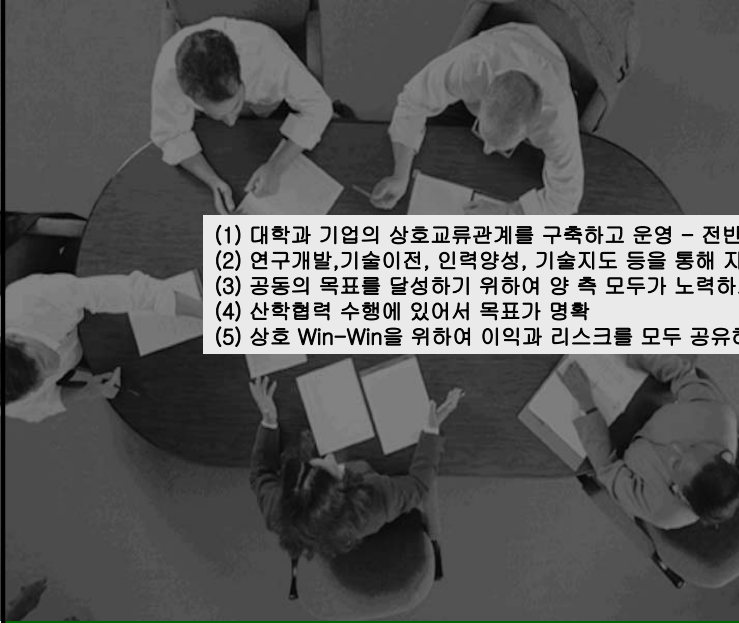 (1) 대학과 기업의 상호교류관계를 구축하고 운영 - 전반
(2) 연구개발,기술이전, 인력양성, 기술지도 등을 통해
(3) 공동의 목표를 달성하기 위하여 양 측 모두가 노력하
(4) 산학협력 수행에 있어서 목표가 명확
(5) 상호 Win-Win을 위하여 이익과 리스크를 모두 공유